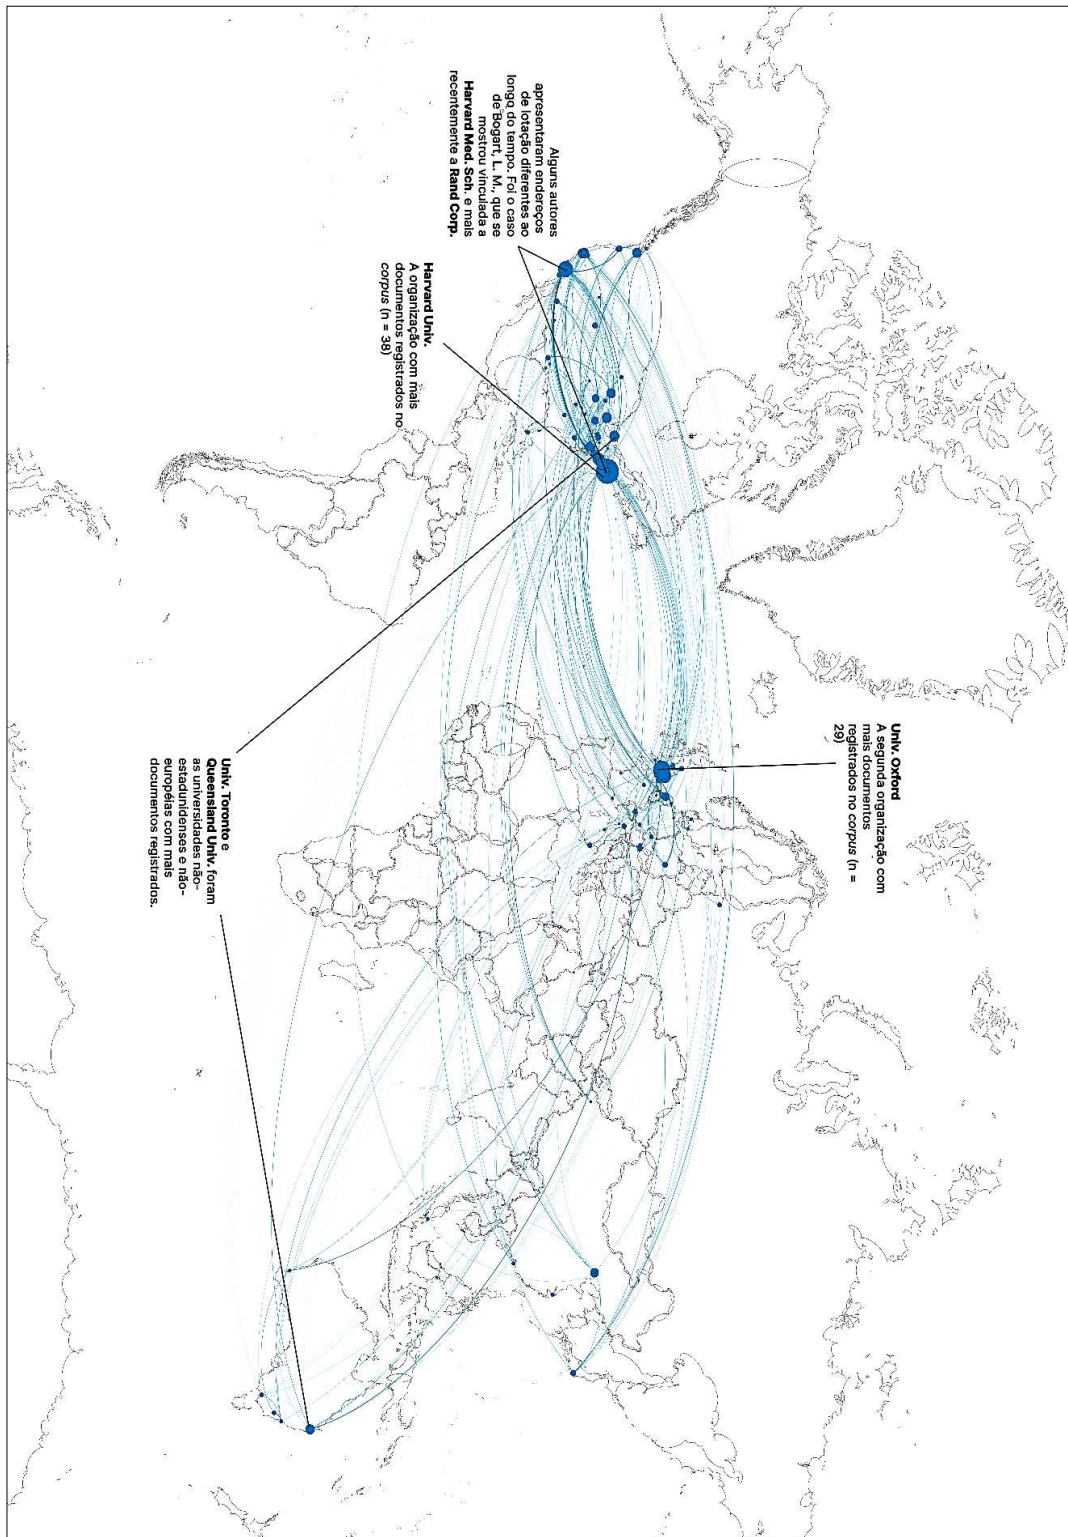 Alguns autores
apresentaram endereços
de lotação diferentes ao
longo do tempo. Foi o caso
de Bogart, L. M., que se
mostrou vinculada a
Harvard Med. Sch. e mais
recentemente a Rand Corp.
Harvard Univ.
A organização com mais
documentos registrados no
corpus (n = 38)
Univ. Oxford
A segunda organização com
mais documentos
registrados no corpus (n =
29)
Univ. Toronto e
Queensland Univ. foram
as universidades não-
estadunidenses e não-
européias com mais
documentos registrados.